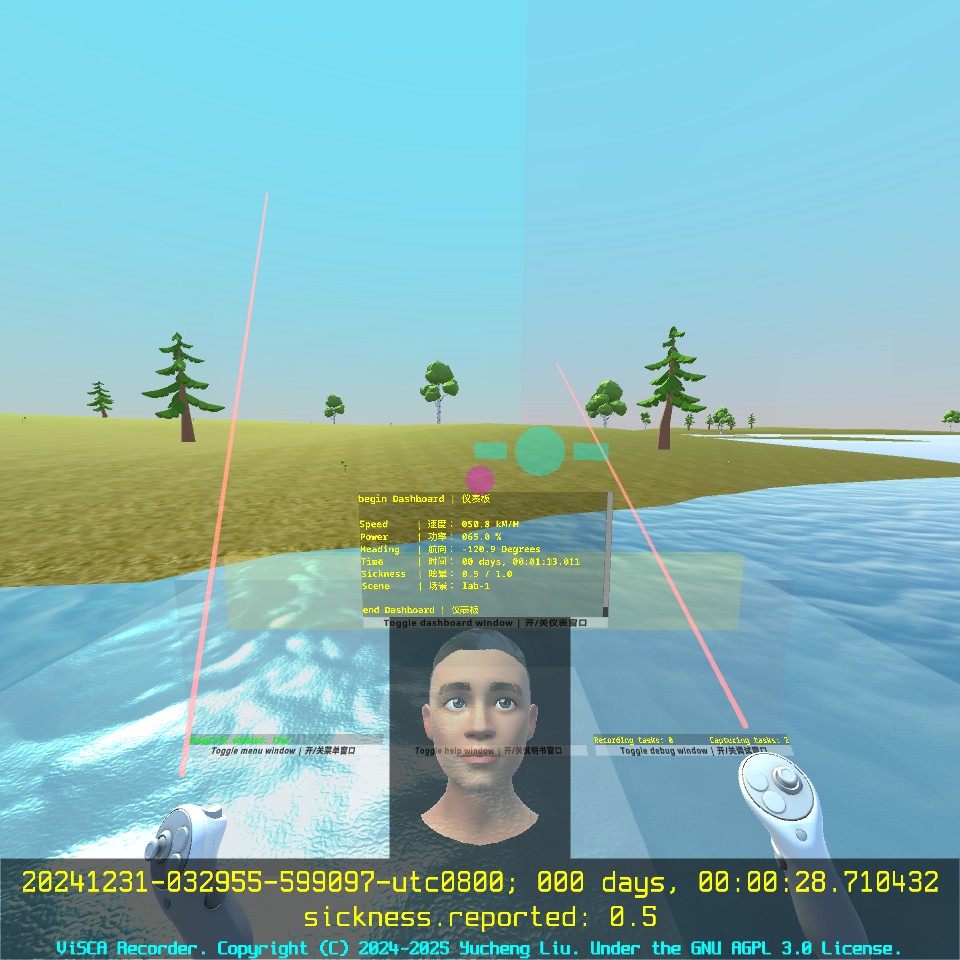 begin Dashboard | 仪表板
Speed | 速度： 050.8 kM/H
Power | 功率： 065.0 %
Heading | 航向： -120.9 Degrees
Time | 时间： 00 days, 00:01:13.011
Sickness | 眩晕： 0.5 / 1.0
Scene | 场景： lab-1
end Dashboard | 仪表板
Toggle dashboard window | 开/关仪表窗口
Recording tasks: 0 Capturing tasks: 2
Toggle menu window | 开/关菜单窗口
Toggle help window | 开/关说明书窗口
Toggle debug window | 开/关调试窗口
20241231-032955-599097-utc0800; 000 days, 00:00:28.710432
sickness.reported: 0.5
ViSCA Recorder. Copyright (C) 2024-2025 Yucheng Liu. Under the GNU AGPL 3.0 License.